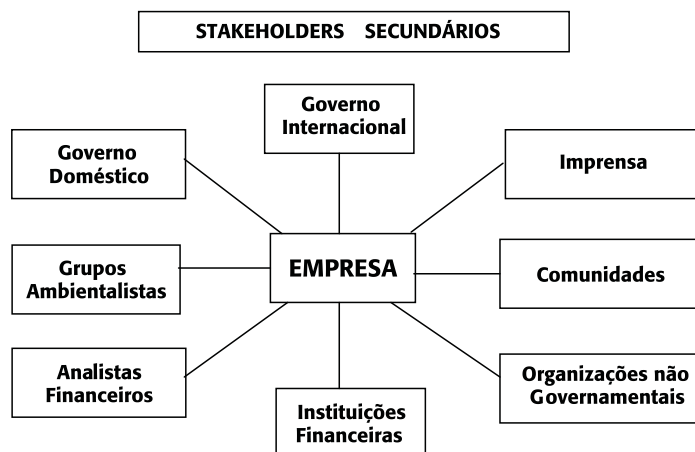 STAKEHOLDERS SECUNDÁRIOS
Governo
Internacional
Governo
Doméstico
Imprensa
EMPRESA
Grupos
Ambientalistas
Comunidades
Analistas
Financeiros
Organizações não
Governamentais
Instituições
Financeiras